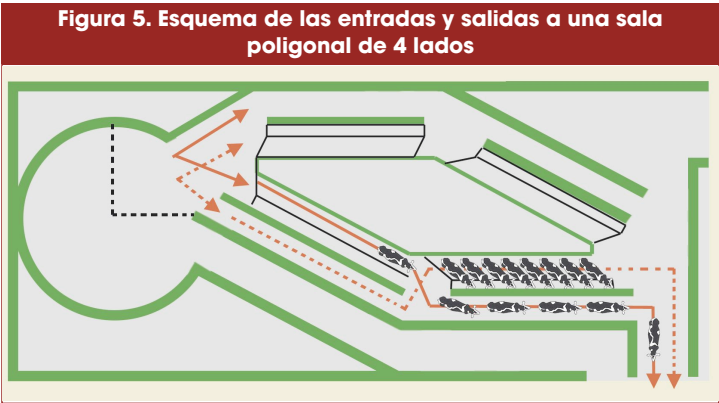 Figura 5. Esquema de las entradas y salidas a una sala
poligonal de 4 lados